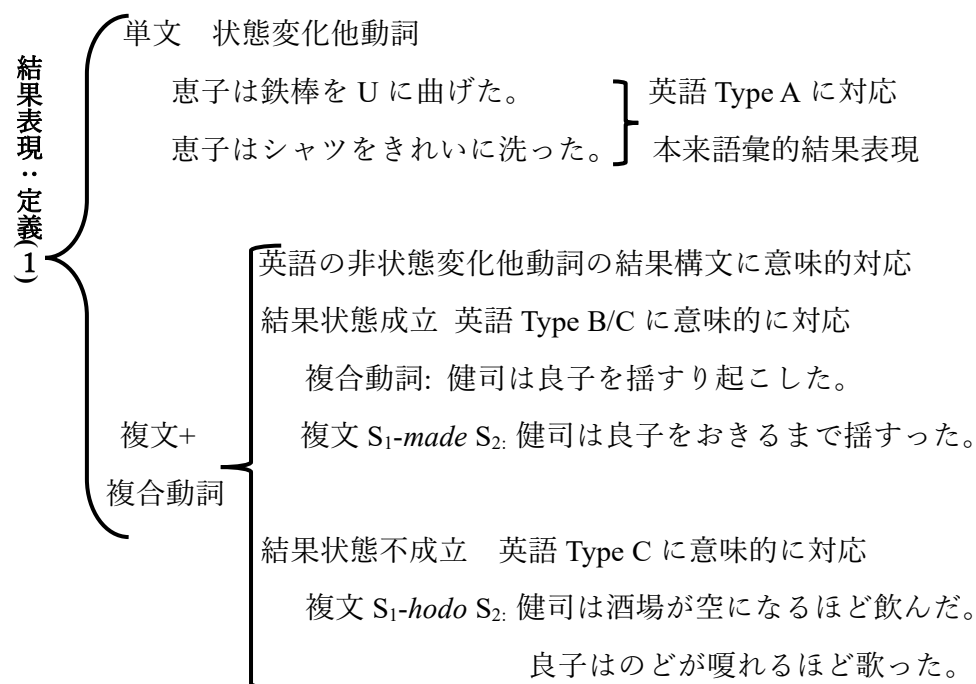 結果表現：定義(1)
単文　状態変化他動詞
恵子は鉄棒を U に曲げた。　英語 Type A に対応
恵子はシャツをきれいに洗った。　本来語彙的結果表現
英語の非状態変化他動詞の結果構文に意味的対応
結果状態成立 英語 Type B/C に意味的に対応
複合動詞: 健司は良子を揺すり起こした。
複文+　複文 S₁-made S₂: 健司は良子をおきるまで揺すった。
複合動詞
結果状態不成立　英語 Type C に意味的に対応
複文 S₁-hodo S₂: 健司は酒場が空になるほど飲んだ。
良子はのどが嗄れるほど歌った。